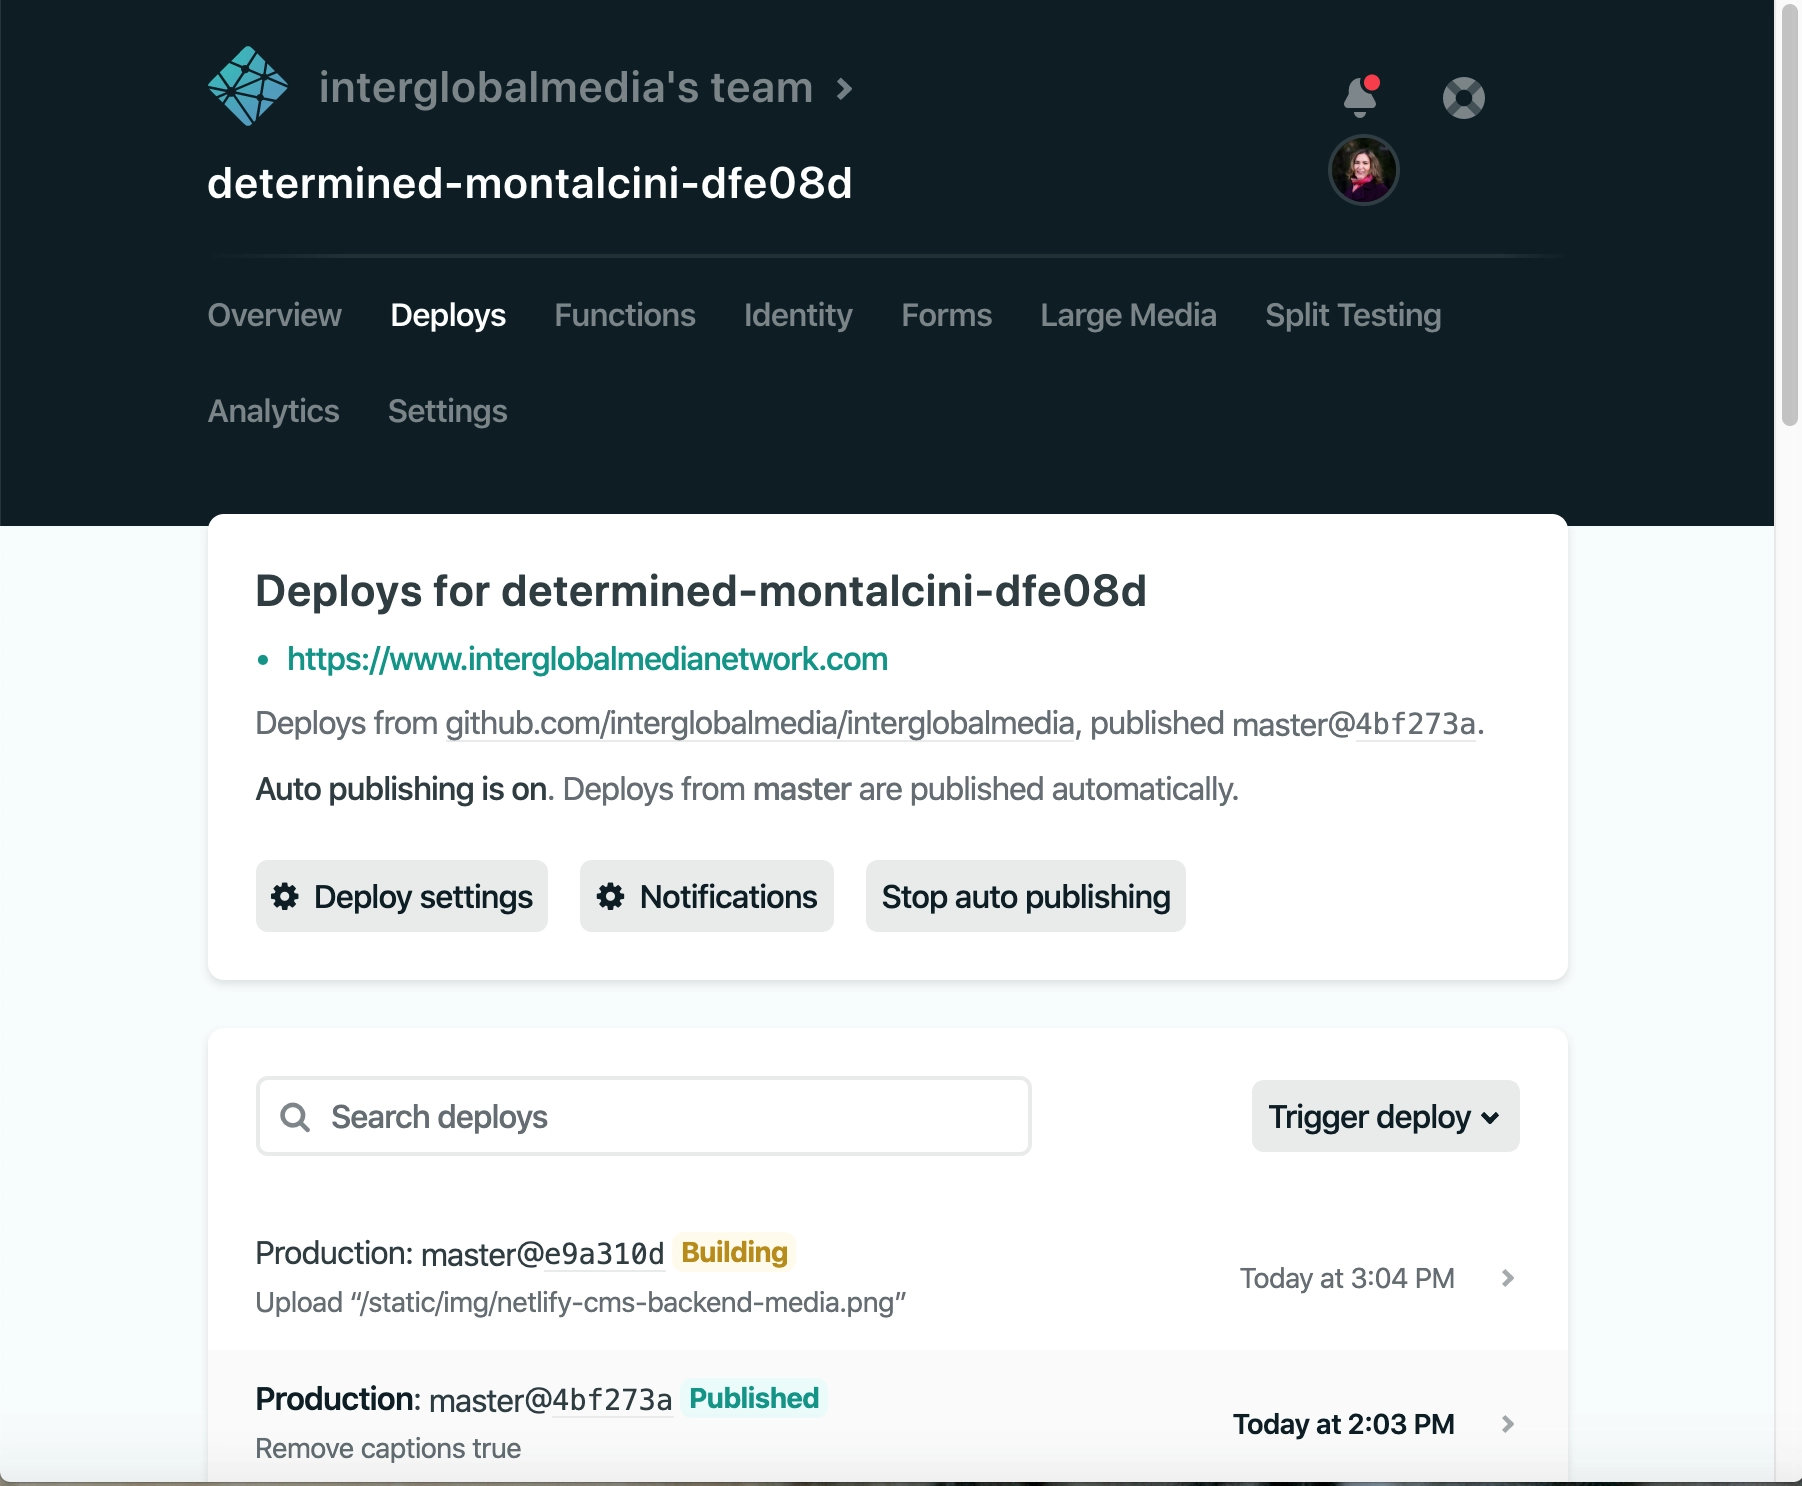 interglobalmedia's team
determined-montalcini-dfe08d
Overview Deploys Functions Identity Forms Large Media Split Testing
Analytics Settings
Deploys for determined-montalcini-dfe08d
• https://www.interglobalmedianetwork.com
Deploys from github.com/interglobalmedia/interglobalmedia, published master@4bf273a.
Auto publishing is on. Deploys from master are published automatically.
Deploy settings Notifications Stop auto publishing
Search deploys Trigger deploy
Production: master@e9a310d Building
Today at 3:04 PM
Upload “/static/img/netlify-cms-backend-media.png”
Production: master@4bf273a Published
Today at 2:03 PM
Remove captions true